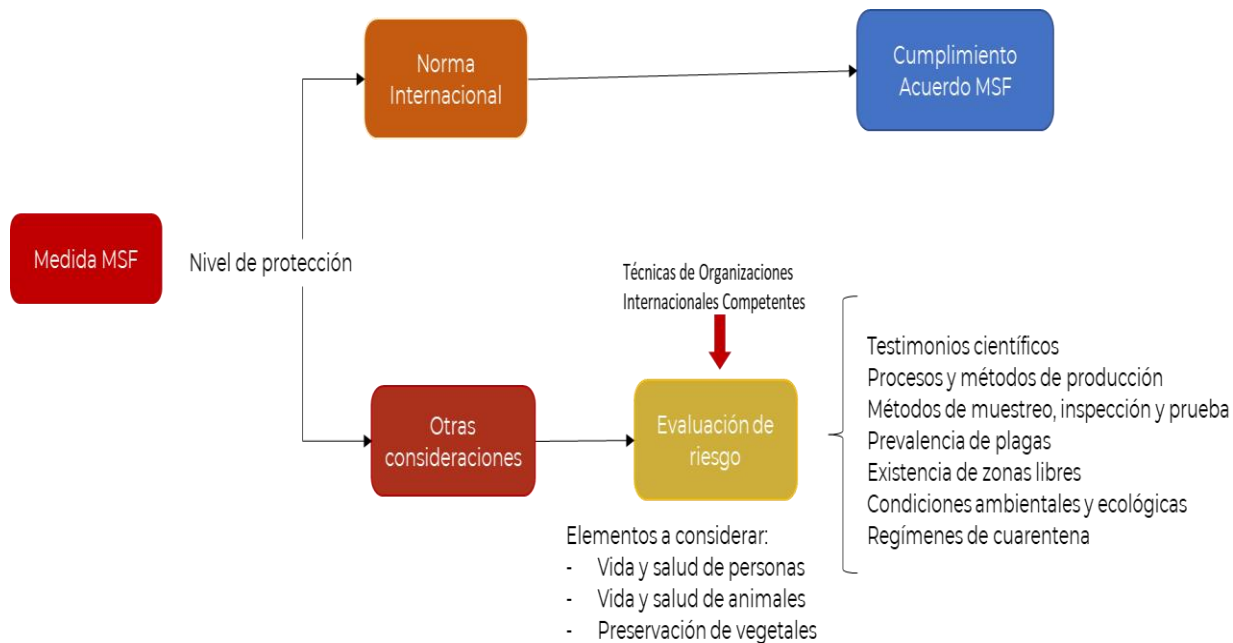 Norma
Internacional
Cumplimiento
Acuerdo MSF
Medida MSF
Nivel de protección
Técnicas de Organizaciones
Internacionales Competentes
Otras
consideraciones
Evaluación de
riesgo
Testimonios científicos
Procesos y métodos de producción
Métodos de muestreo, inspección y prueba
Prevalencia de plagas
Existencia de zonas libres
Condiciones ambientales y ecológicas
Regímenes de cuarentena
Elementos a considerar:
- Vida y salud de personas
- Vida y salud de animales
- Preservación de vegetales